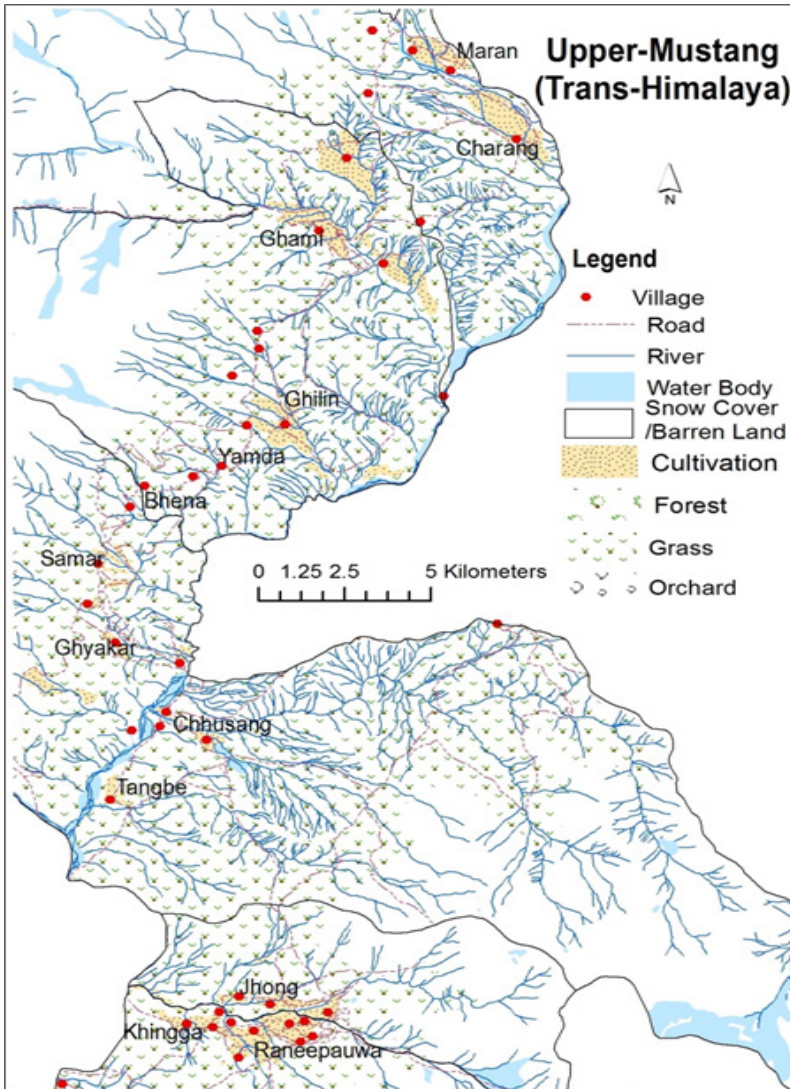 Upper-Mustang
(Trans-Himalaya)
Maran
Charang
N
Ghami
Legend
Village
Road
River
Water Body
Snow Cover
/Barren Land
Cultivation
Forest
Grass
Orchard
Ghilin
Yamda
Bhena
Samar
0 1.25 2.5 5 Kilometers
Ghyakar
Chhusang
Tangbe
Jhong
Khingga
Raneepauwa